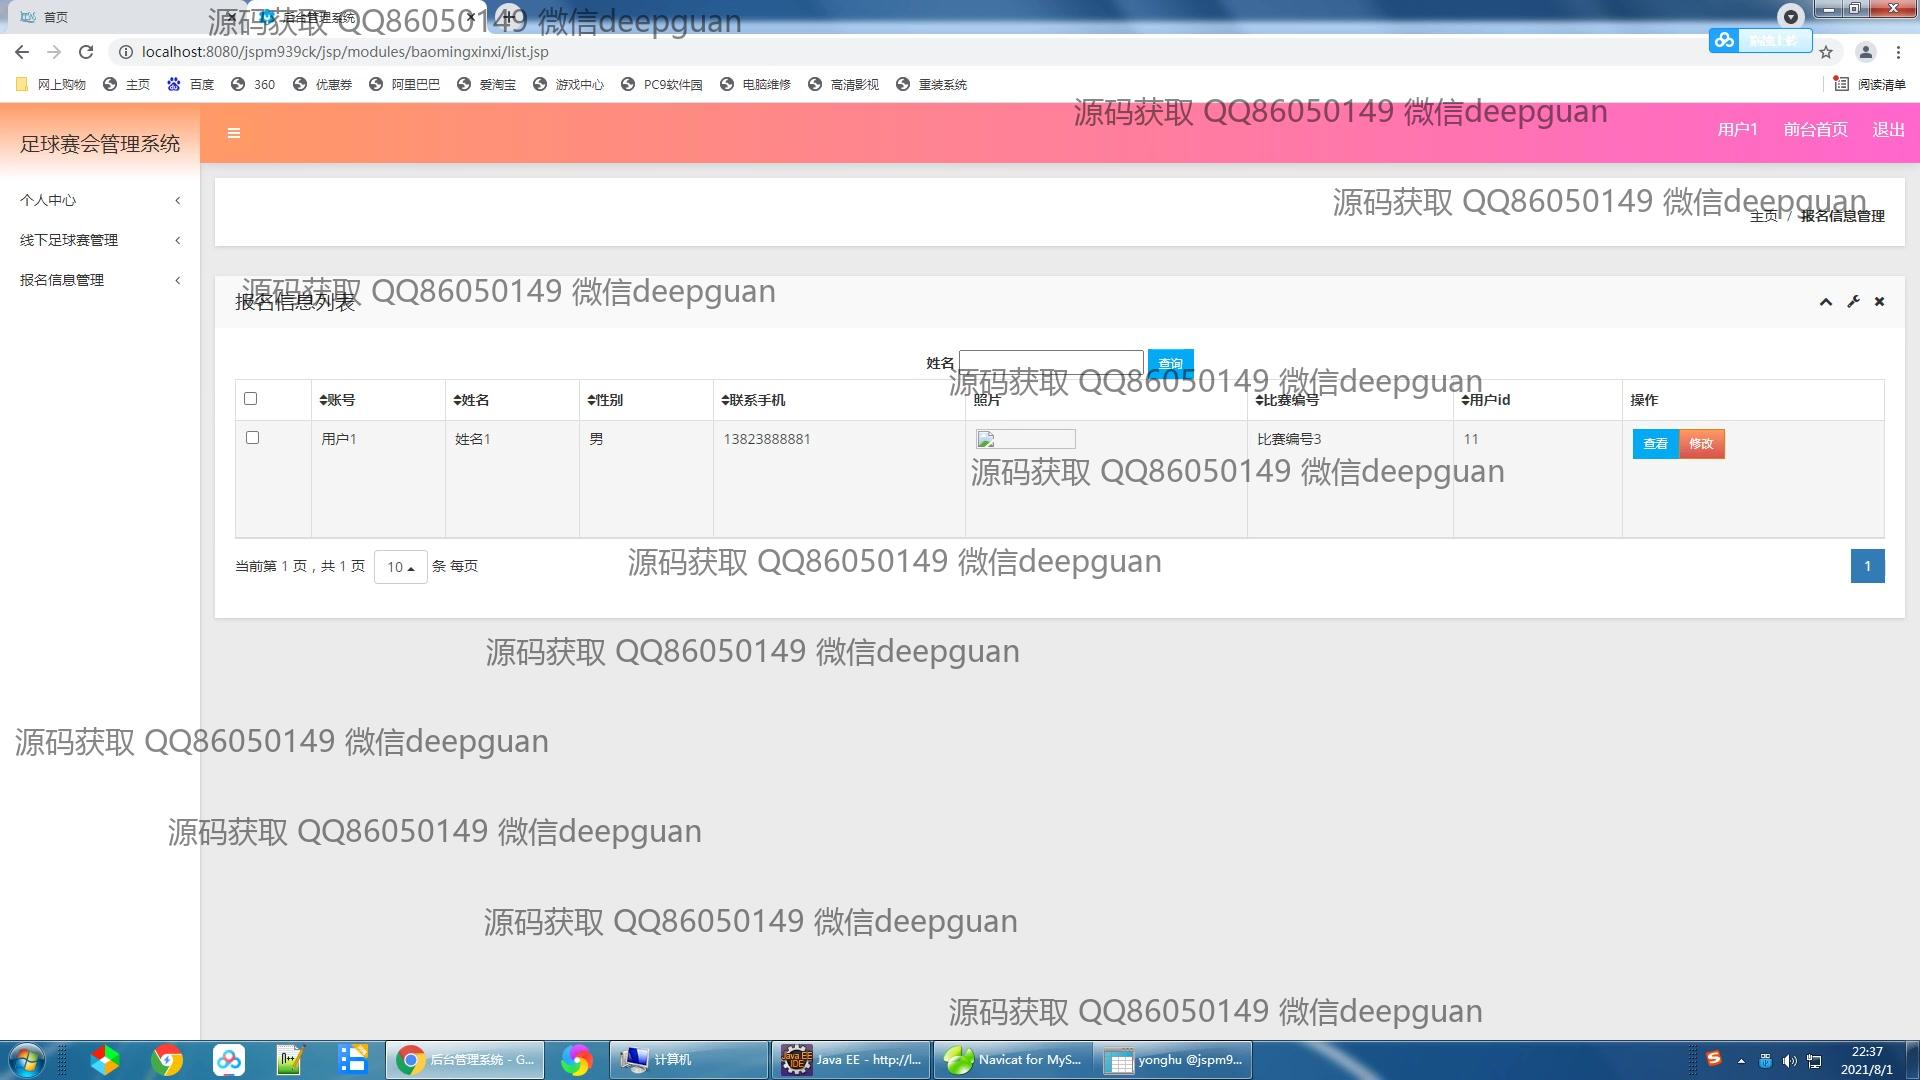 首页
后台管理系统
源码获取 QQ86050149 微信deepguan
localhost:8080/jspm939ck/jsp/modules/baomingxinxi/list.jsp
网上购物 主页 百度 360 优惠券 阿里巴巴 爱淘宝 游戏中心 PC9软件园 电脑维修 高清影视 重装系统 阅读清单
源码获取 QQ86050149 微信deepguan
足球赛会管理系统
用户1 前台首页 退出
个人中心
线下足球赛管理
报名信息管理
源码获取 QQ86050149 微信deepguan
主页 / 报名信息管理
源码获取 QQ86050149 微信deepguan
报名信息列表
姓名 查询
源码获取 QQ86050149 微信deepguan
账号 姓名 性别 联系手机 照片 比赛编号 用户id 操作
用户1 姓名1 男 13823888881 比赛编号3 11 查看 修改
源码获取 QQ86050149 微信deepguan
当前第 1 页，共 1 页 10 条 每页 1
源码获取 QQ86050149 微信deepguan
源码获取 QQ86050149 微信deepguan
源码获取 QQ86050149 微信deepguan
源码获取 QQ86050149 微信deepguan
源码获取 QQ86050149 微信deepguan
源码获取 QQ86050149 微信deepguan
后台管理系统 - G... 计算机 Java EE - http://l... Navicat for MyS... yonghu @jspm9...
22:37
2021/8/1